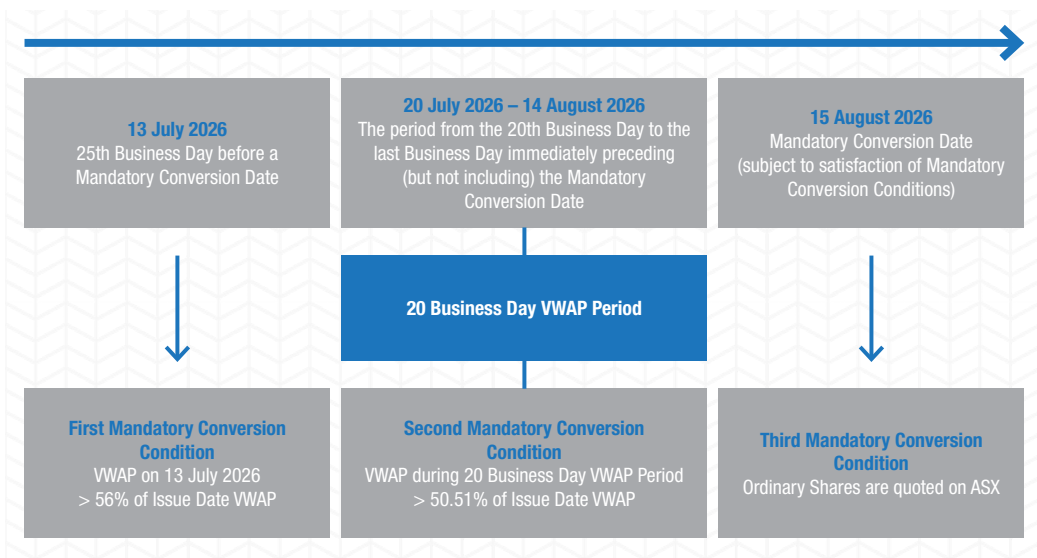 13 July 2026
25th Business Day before a
Mandatory Conversion Date
20 July 2026 – 14 August 2026
The period from the 20th Business Day to the
last Business Day immediately preceding
(but not including) the Mandatory
Conversion Date
15 August 2026
Mandatory Conversion Date
(subject to satisfaction of Mandatory
Conversion Conditions)
20 Business Day VWAP Period
First Mandatory Conversion
Condition
VWAP on 13 July 2026
> 56% of Issue Date VWAP
Second Mandatory Conversion
Condition
VWAP during 20 Business Day VWAP Period
> 50.51% of Issue Date VWAP
Third Mandatory Conversion
Condition
Ordinary Shares are quoted on ASX